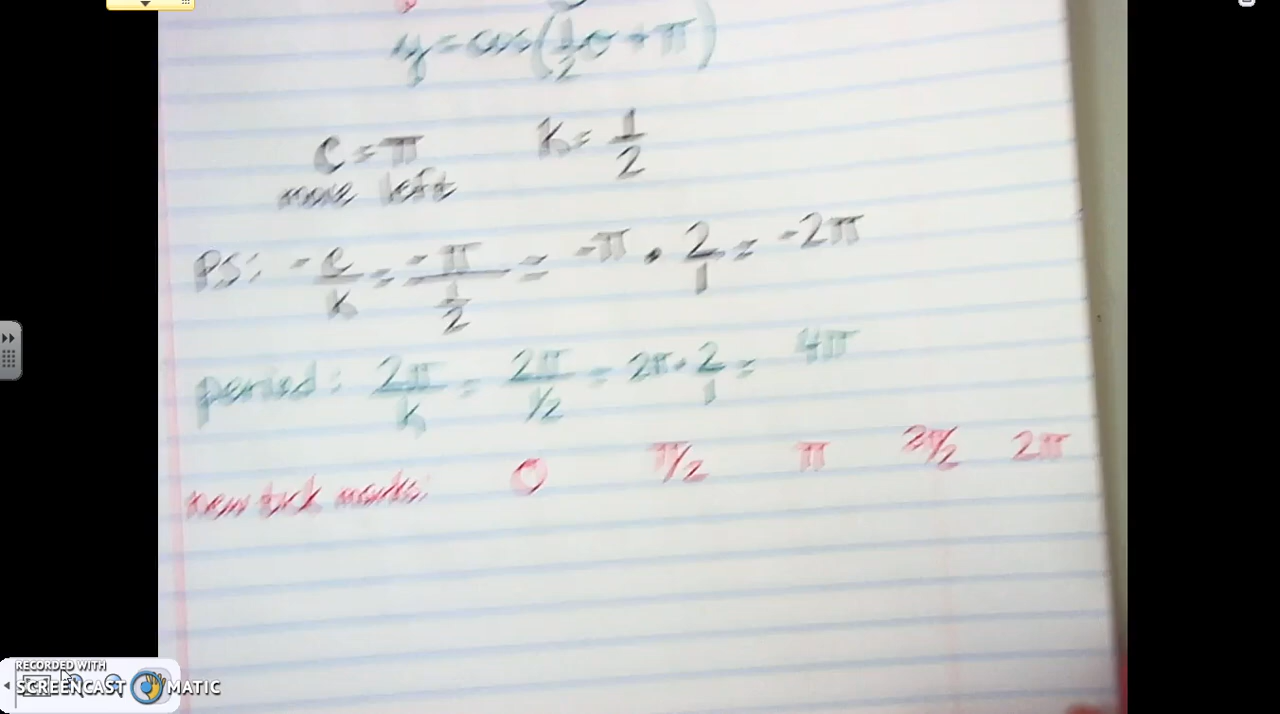 y = cos(½σ + π)
c = π k = 1/2
move left
PS: -c/k = -π/(1/2) = -π · 2/1 = -2π
period: 2π/k = 2π/1/2 = 2π · 2/1 = 4π
new tick marks: 0 π/2 π 3π/2 2π
RECORDED WITH
SCREENCAST MATIC